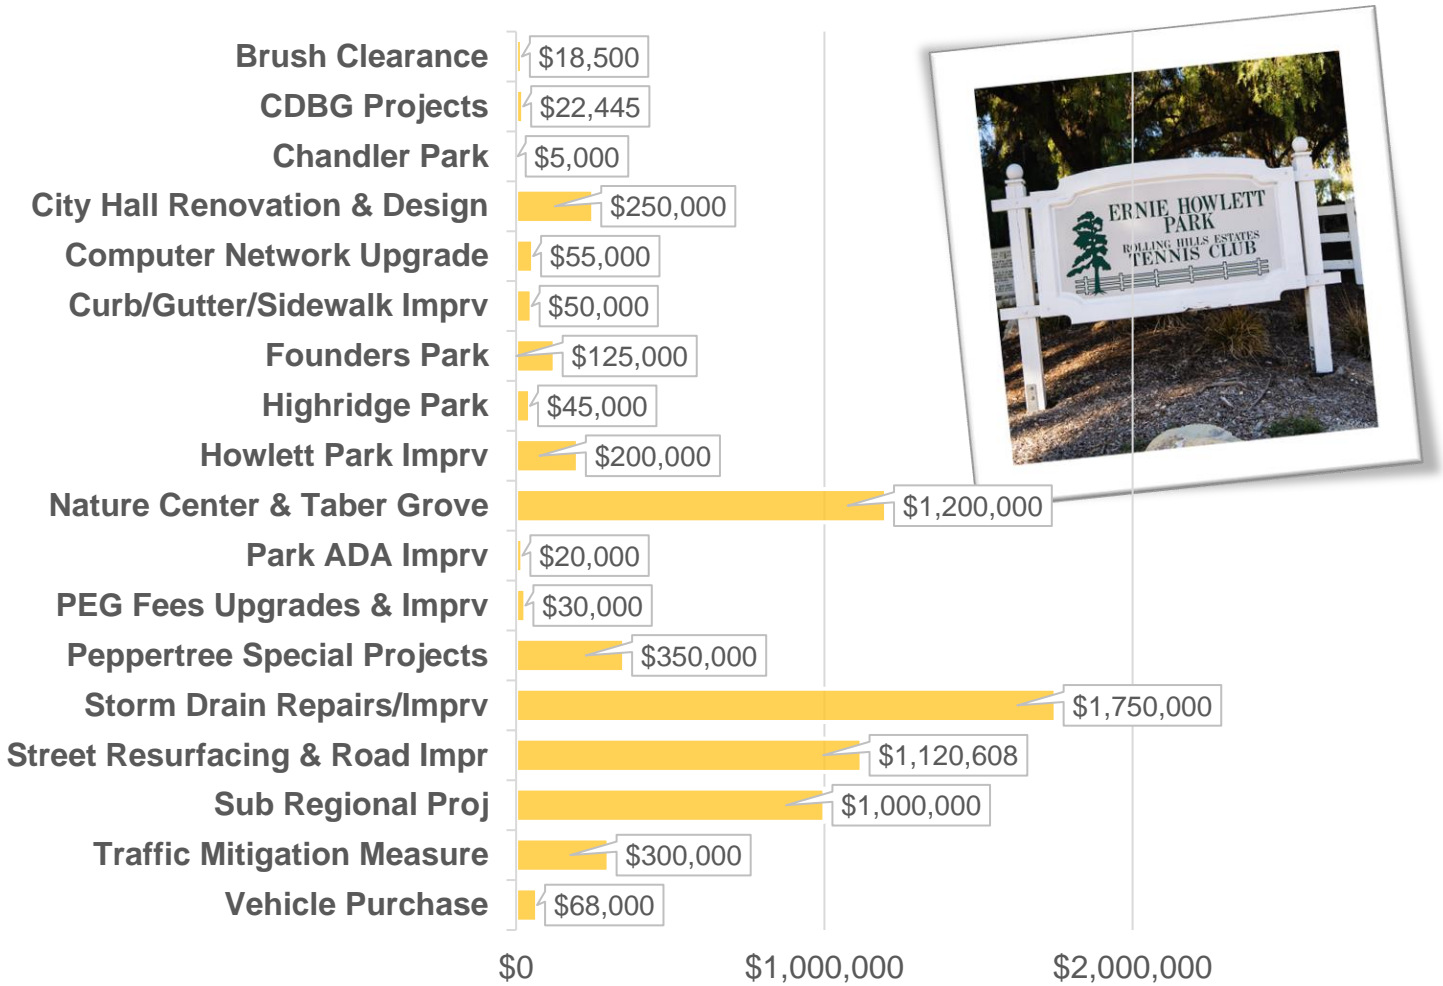 Brush Clearance $18,500
CDBG Projects $22,445
Chandler Park $5,000
City Hall Renovation & Design $250,000
Computer Network Upgrade $55,000
Curb/Gutter/Sidewalk Imprv $50,000
Founders Park $125,000
Highridge Park $45,000
Howlett Park Imprv $200,000
Nature Center & Taber Grove $1,200,000
Park ADA Imprv $20,000
PEG Fees Upgrades & Imprv $30,000
Peppertree Special Projects $350,000
Storm Drain Repairs/Imprv $1,750,000
Street Resurfacing & Road Impr $1,120,608
Sub Regional Proj $1,000,000
Traffic Mitigation Measure $300,000
Vehicle Purchase $68,000
$0 $1,000,000 $2,000,000
ERNIE HOWLETT
PARK
ROLLING HILLS ESTATES
TENNIS CLUB